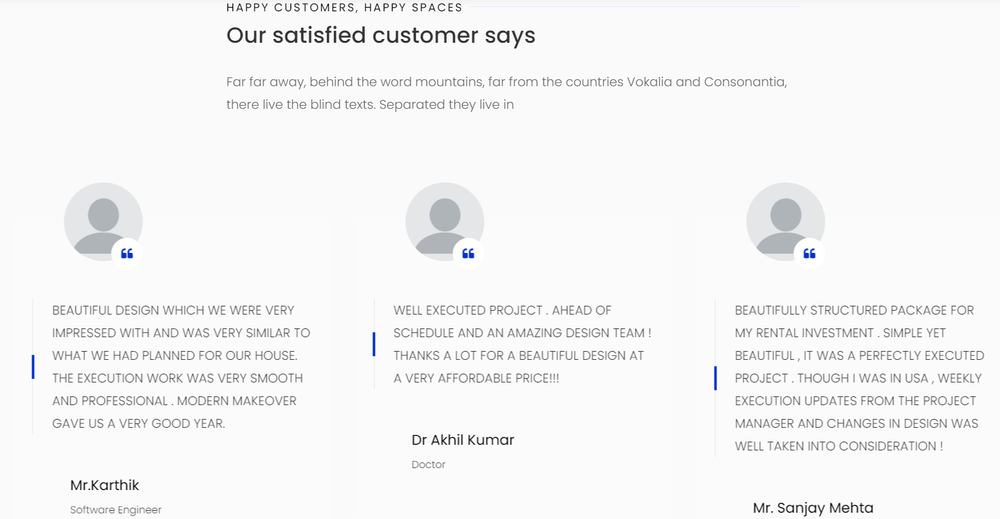 HAPPY CUSTOMERS, HAPPY SPACES
Our satisfied customer says
Far far away, behind the word mountains, far from the countries Vokalia and Consonantia,
there live the blind texts. Separated they live in
BEAUTIFUL DESIGN WHICH WE WERE VERY
IMPRESSED WITH AND WAS VERY SIMILAR TO
WHAT WE HAD PLANNED FOR OUR HOUSE.
THE EXECUTION WORK WAS VERY SMOOTH
AND PROFESSIONAL . MODERN MAKEOVER
GAVE US A VERY GOOD YEAR.
Mr.Karthik
Software Engineer
WELL EXECUTED PROJECT . AHEAD OF
SCHEDULE AND AN AMAZING DESIGN TEAM !
THANKS A LOT FOR A BEAUTIFUL DESIGN AT
A VERY AFFORDABLE PRICE!!!
Dr Akhil Kumar
Doctor
BEAUTIFULLY STRUCTURED PACKAGE FOR
MY RENTAL INVESTMENT . SIMPLE YET
BEAUTIFUL , IT WAS A PERFECTLY EXECUTED
PROJECT . THOUGH I WAS IN USA , WEEKLY
EXECUTION UPDATES FROM THE PROJECT
MANAGER AND CHANGES IN DESIGN WAS
WELL TAKEN INTO CONSIDERATION !
Mr. Sanjay Mehta